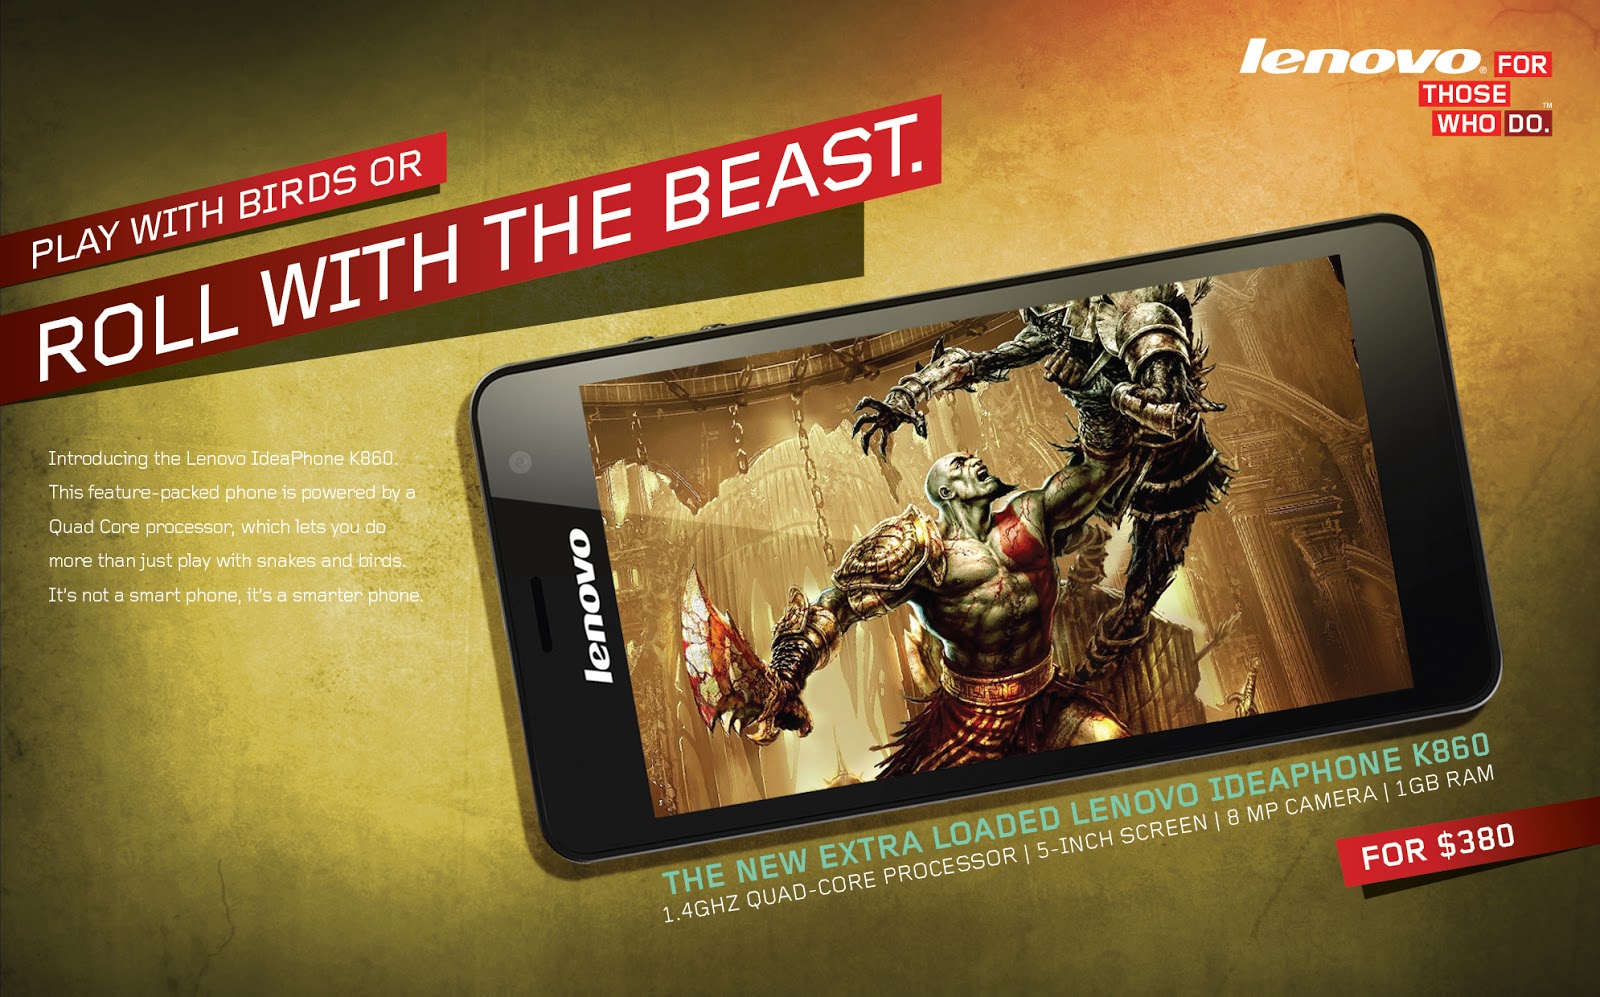 lenovo® FOR
THOSE
WHO DO.™
PLAY WITH BIRDS OR
ROLL WITH THE BEAST.
Introducing the Lenovo IdeaPhone K860.
This feature-packed phone is powered by a
Quad Core processor, which lets you do
more than just play with snakes and birds.
It's not a smart phone, it's a smarter phone.
lenovo
THE NEW EXTRA LOADED LENOVO IDEAPHONE K860
1.4GHZ QUAD-CORE PROCESSOR | 5-INCH SCREEN | 8 MP CAMERA | 1GB RAM
FOR $380